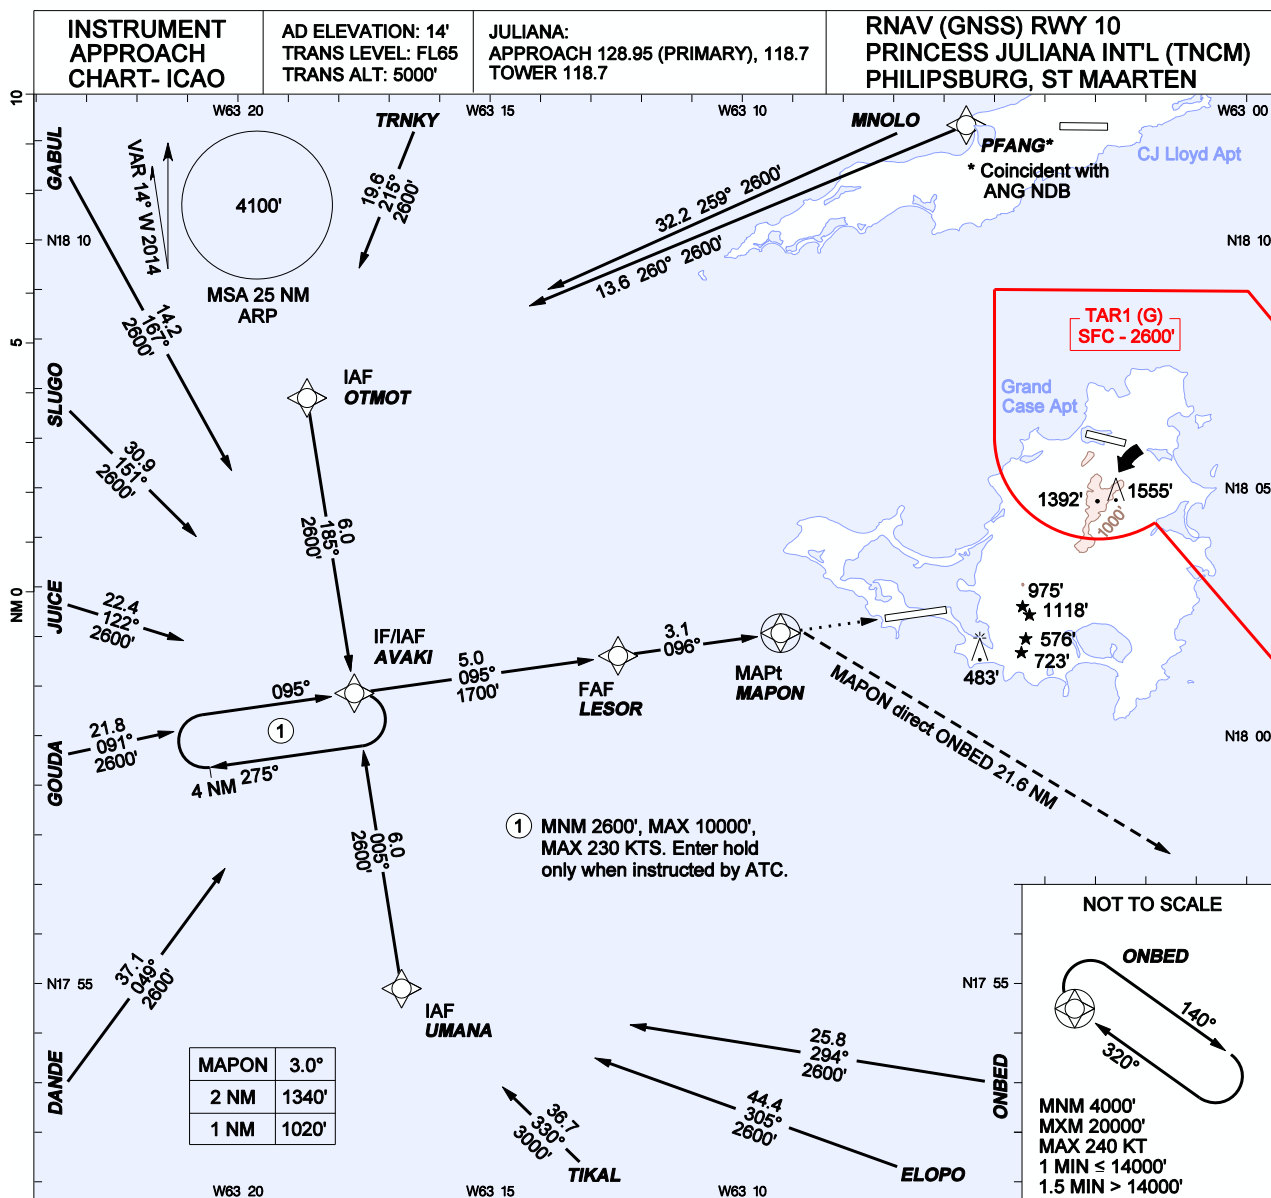 INSTRUMENT
APPROACH
CHART- ICAO
AD ELEVATION: 14'
TRANS LEVEL: FL65
TRANS ALT: 5000'
JULIANA:
APPROACH 128.95 (PRIMARY), 118.7
TOWER 118.7
RNAV (GNSS) RWY 10
PRINCESS JULIANA INT'L (TNCM)
PHILIPSBURG, ST MAARTEN
10
W63 20
W63 15
W63 10
W63 00
GABUL
VAR 14° W 2014
4100'
MSA 25 NM
ARP
TRNKY
19.6
215°
2600'
MNOLO
32.2 259° 2600'
13.6 260° 2600'
PFANG*
* Coincident with
ANG NDB
CJ Lloyd Apt
N18 10
N18 10
14.2
167°
2600'
TAR1 (G)
SFC - 2600'
5
SLUGO
30.9
151°
2600'
IAF
OTMOT
Grand
Case Apt
1392'
1555'
1000'
N18 05
6.0
185°
2600'
NM 0
JUICE
22.4
122°
2600'
IF/IAF
AVAKI
5.0
095°
1700'
3.1
096°
FAF
LESOR
MAPt
MAPON
975'
1118'
576'
723'
483'
MAPON direct ONBED 21.6 NM
N18 00
GOUDA
21.8
091°
2600'
095°
1
275°
4 NM
6.0
005°
2600'
1 MNM 2600', MAX 10000',
MAX 230 KTS. Enter hold
only when instructed by ATC.
N17 55
N17 55
DANDE
37.1
049°
2600'
IAF
UMANA
MAPON 3.0°
2 NM 1340'
1 NM 1020'
25.8
294°
2600'
ONBED
44.4
305°
2600'
ELOPO
36.7
330°
3000'
TIKAL
NOT TO SCALE
ONBED
140°
320°
MNM 4000'
MXM 20000'
MAX 240 KT
1 MIN ≤ 14000'
1.5 MIN > 14000'
W63 20
W63 15
W63 10